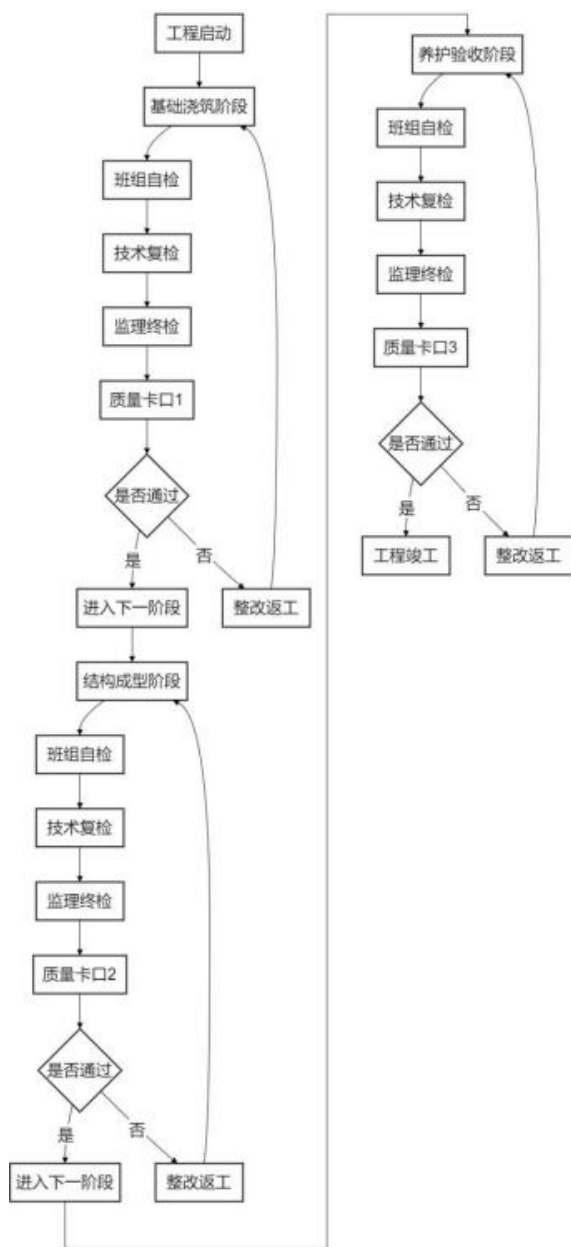 工程启动
基础浇筑阶段
班组自检
技术复检
监理终检
质量卡口1
是否通过
是
否
进入下一阶段
整改返工
结构成型阶段
班组自检
技术复检
监理终检
质量卡口2
是否通过
是
否
进入下一阶段
整改返工
养护验收阶段
班组自检
技术复检
监理终检
质量卡口3
是否通过
是
否
工程竣工
整改返工